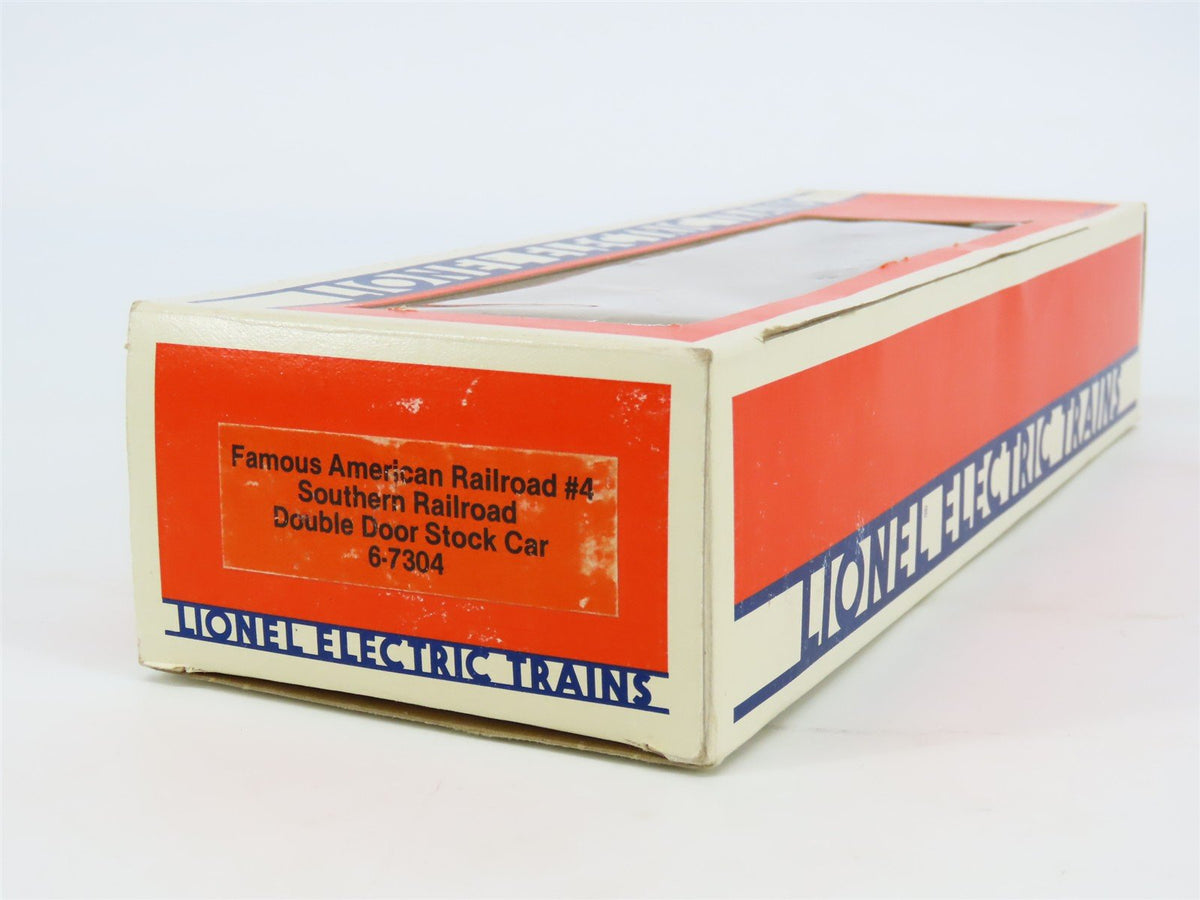 LIONEL ELECTRIC TRAINS
Famous American Railroad #4
Southern Railroad
Double Door Stock Car
6-7304
LIONEL ELECTRIC TRAINS
LIONEL ELECTRIC TRAINS